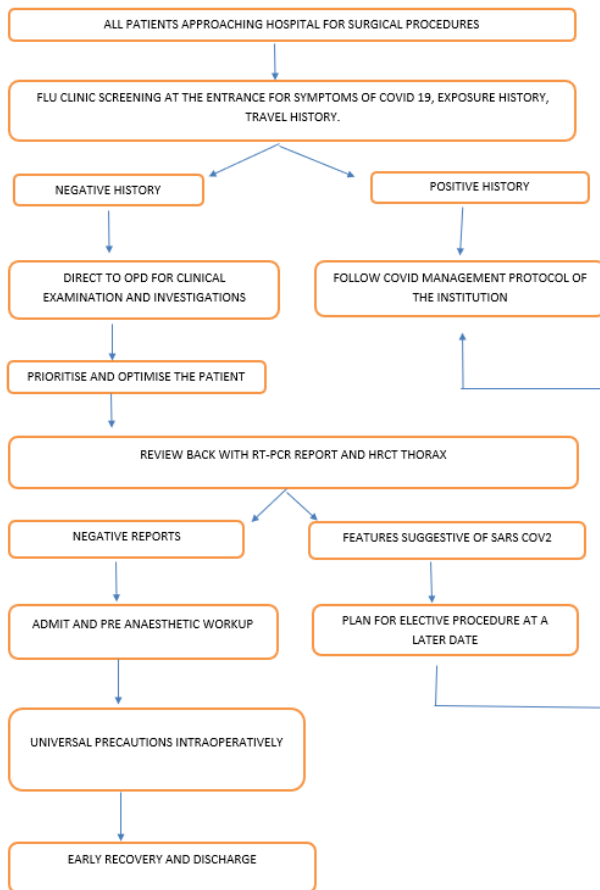 ALL PATIENTS APPROACHING HOSPITAL FOR SURGICAL PROCEDURES
FLU CLINIC SCREENING AT THE ENTRANCE FOR SYMPTOMS OF COVID 19, EXPOSURE HISTORY,
TRAVEL HISTORY.
NEGATIVE HISTORY
POSITIVE HISTORY
DIRECT TO OPD FOR CLINICAL
EXAMINATION AND INVESTIGATIONS
FOLLOW COVID MANAGEMENT PROTOCOL OF
THE INSTITUTION
PRIORITISE AND OPTIMISE THE PATIENT
REVIEW BACK WITH RT-PCR REPORT AND HRCT THORAX
NEGATIVE REPORTS
FEATURES SUGGESTIVE OF SARS COV2
ADMIT AND PRE ANAESTHETIC WORKUP
PLAN FOR ELECTIVE PROCEDURE AT A
LATER DATE
UNIVERSAL PRECAUTIONS INTRAOPERATIVELY
EARLY RECOVERY AND DISCHARGE